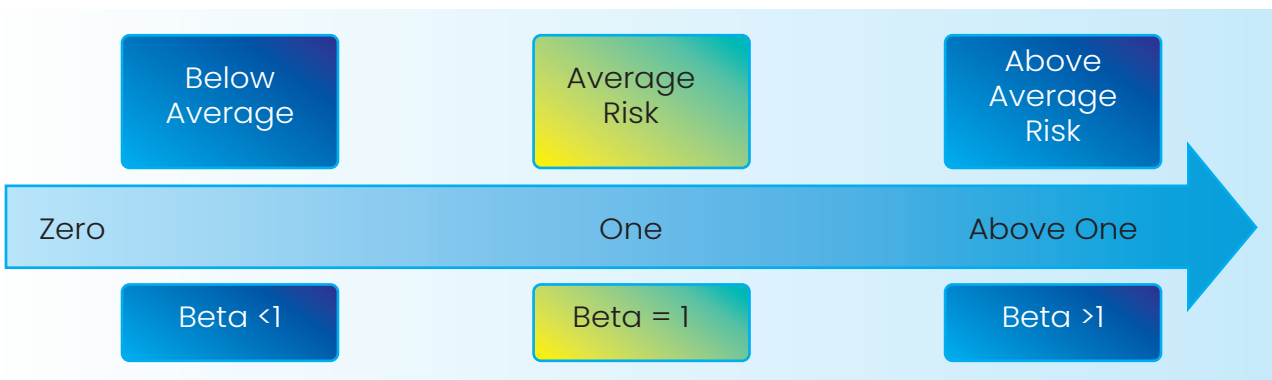 Below
Average
Average
Risk
Above
Average
Risk
Zero
One
Above One
Beta <1
Beta = 1
Beta >1